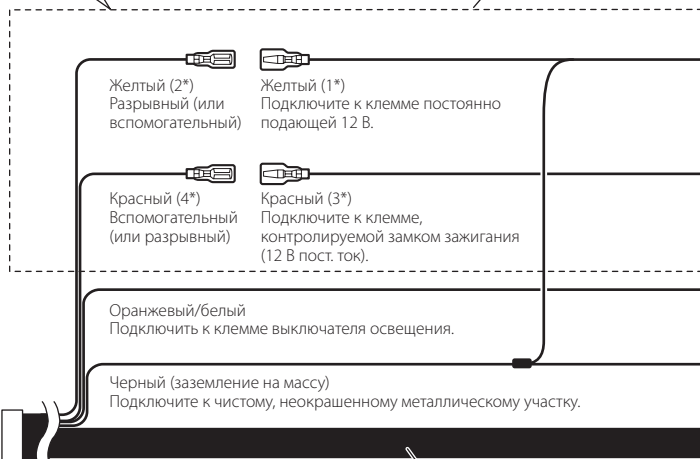 Желтый (2*)
Разрывный (или
вспомогательный)
Желтый (1*)
Подключите к клемме постоянно
подающей 12 В.
Красный (4*)
Вспомогательный
(или разрывный)
Красный (3*)
Подключите к клемме,
контролируемой замком зажигания
(12 В пост. ток).
Оранжевый/белый
Подключить к клемме выключателя освещения.
Черный (заземление на массу)
Подключите к чистому, неокрашенному металлическому участку.